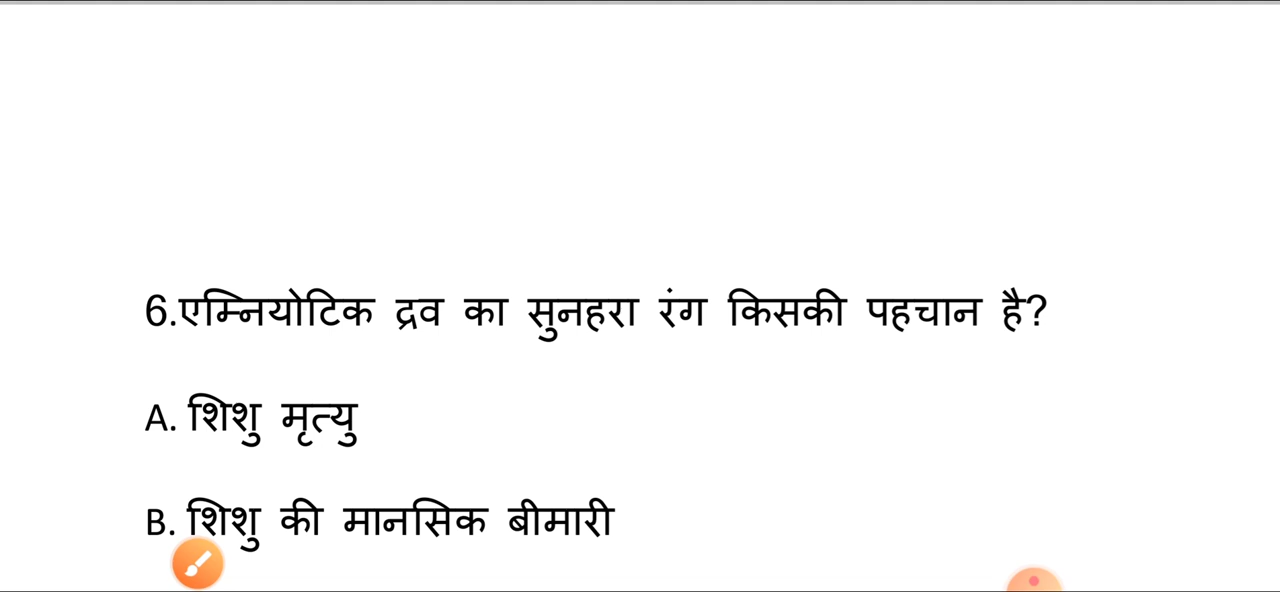 6.एम्नियोटिक द्रव का सुनहरा रंग किसकी पहचान है?
A. शिशु मृत्यु
B. शिशु की मानसिक बीमारी